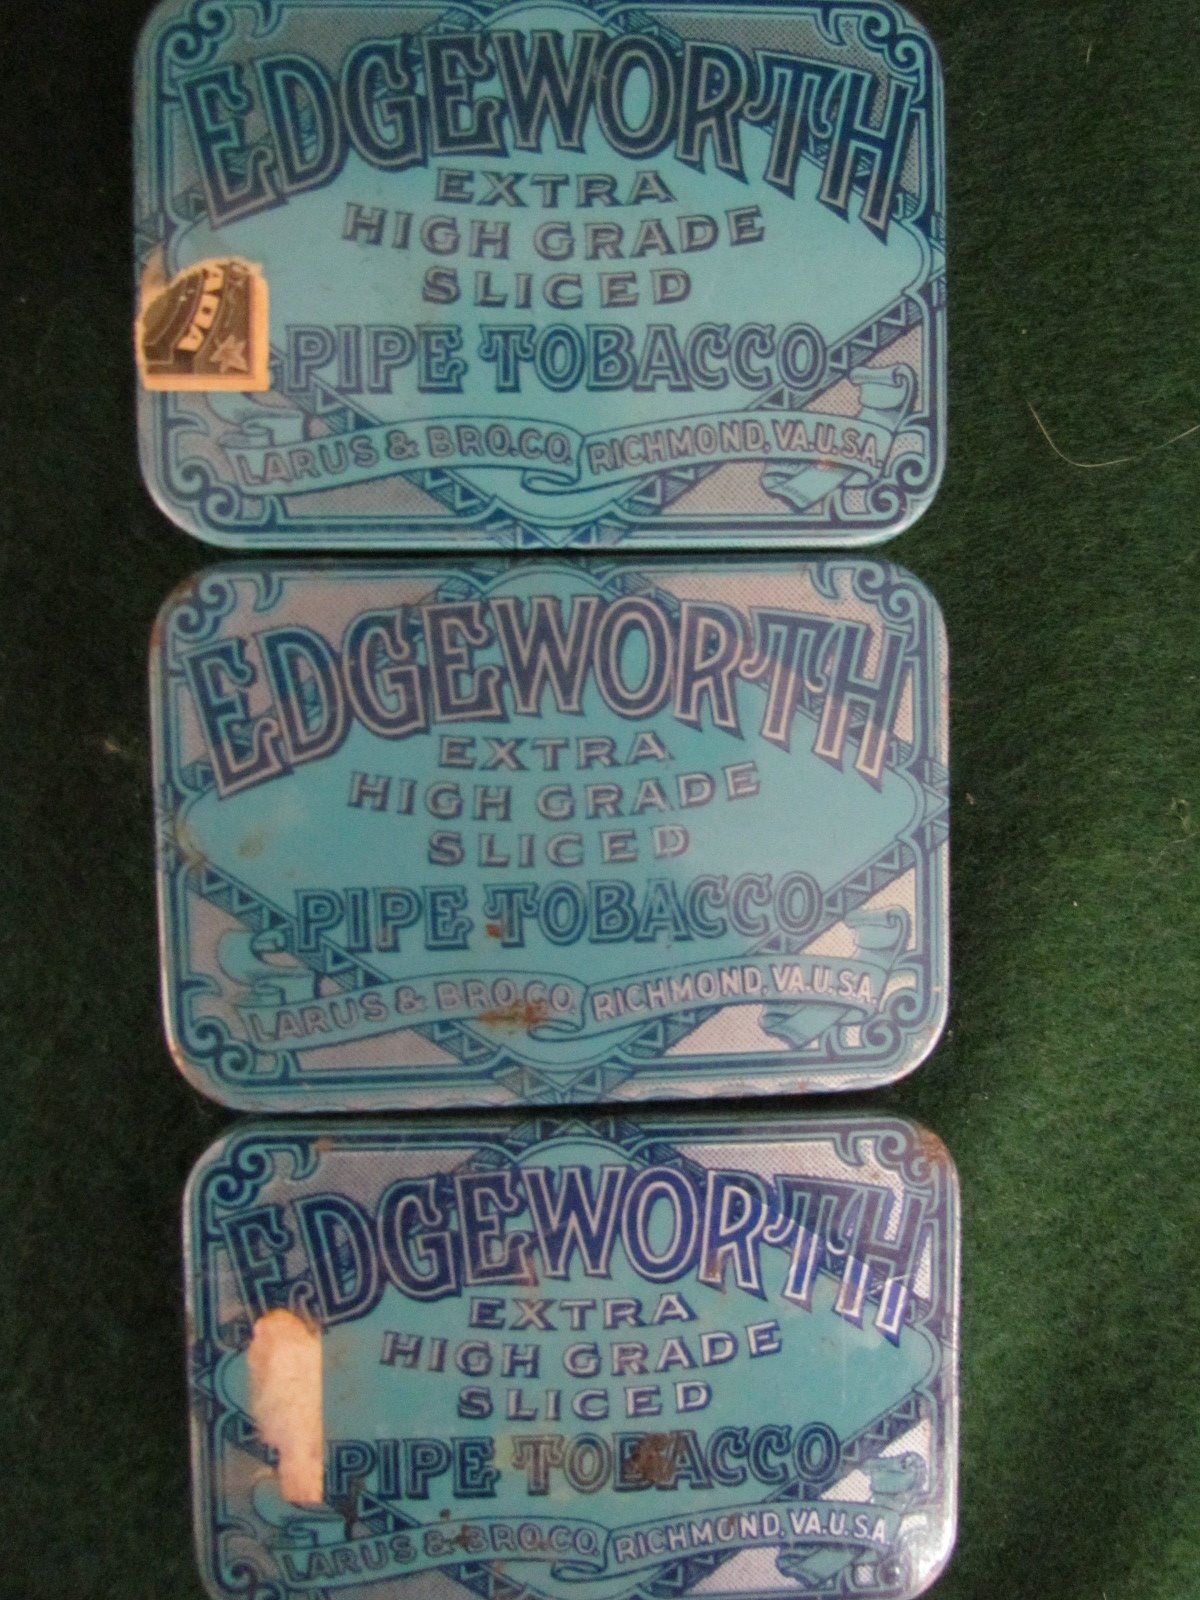 EDGEWORTH
EXTRA
HIGH GRADE
SLICED
PIPE TOBACCO
LARUS & BRO.CO. RICHMOND, VA.U.S.A.
EDGEWORTH
EXTRA
HIGH GRADE
SLICED
PIPE TOBACCO
LARUS & BRO.CO. RICHMOND, VA.U.S.A.
EDGEWORTH
EXTRA
HIGH GRADE
SLICED
PIPE TOBACCO
LARUS & BRO.CO. RICHMOND, VA.U.S.A.